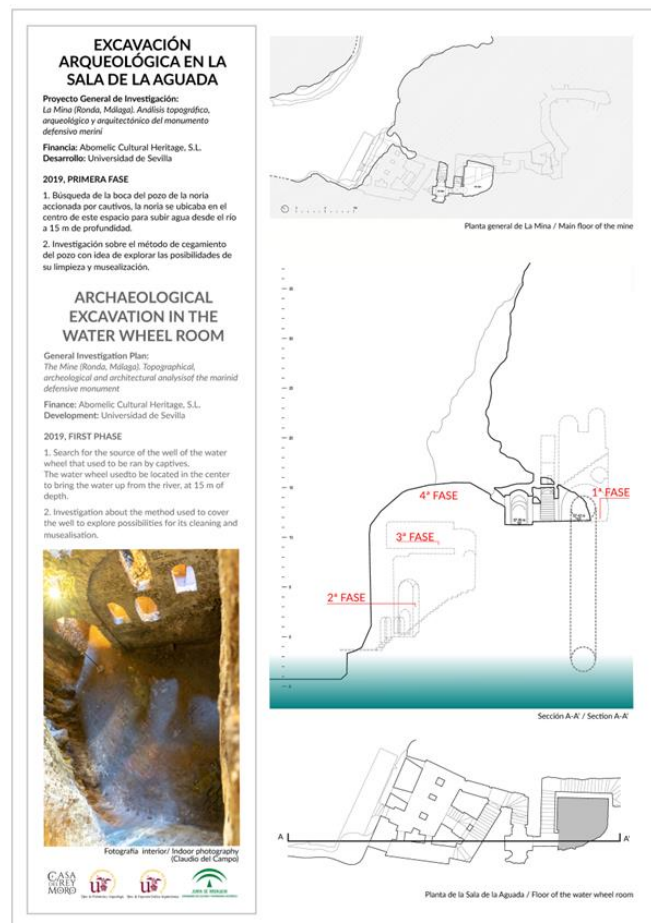 EXCAVACIÓN
ARQUEOLÓGICA EN LA
SALA DE LA AGUADA
Proyecto General de Investigación:
La Mina (Ronda, Málaga). Análisis topográfico,
arqueológico y arquitectónico del monumento
defensivo meriní
Financia: Abomelic Cultural Heritage, S.L.
Desarrollo: Universidad de Sevilla
2019, PRIMERA FASE
1. Búsqueda de la boca del pozo de la noria
accionada por cautivos, la noria se ubicaba en el
centro de este espacio para subir agua desde el río
a 15 m de profundidad.
2. Investigación sobre el método de cegamiento
del pozo con idea de explorar las posibilidades de
su limpieza y musealización.
ARCHAEOLOGICAL
EXCAVATION IN THE
WATER WHEEL ROOM
General Investigation Plan:
The Mine (Ronda, Málaga). Topographical,
archeological and architectural analysisof the marinid
defensive monument
Finance: Abomelic Cultural Heritage, S.L.
Development: Universidad de Sevilla
2019, FIRST PHASE
1. Search for the source of the well of the water
wheel that used to be ran by captives.
The water wheel usedto be located in the center
to bring the water up from the river, at 15 m of
depth.
2. Investigation about the method used to cover
the well to explore possibilities for its cleaning and
musealisation.
Fotografía interior/ Indoor photography
(Claudio del Campo)
CASA
DEL REY
MORO
JUNTA DE ANDALUCIA
Planta general de La Mina / Main floor of the mine
4ª FASE
1ª FASE
3ª FASE
2ª FASE
Sección A-A' / Section A-A'
A
A'
Planta de la Sala de la Aguada / Floor of the water wheel room